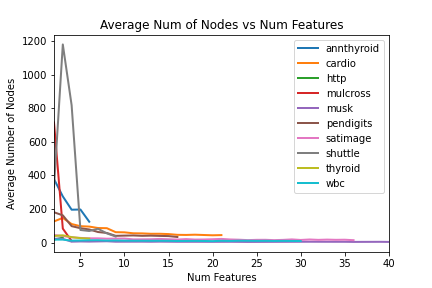 Average Num of Nodes vs Num Features
Average Number of Nodes
1200
1000
800
600
400
200
0
5
10
15
20
25
30
35
40
Num Features
annthyroid
cardio
http
mulcross
musk
pendigits
satimage
shuttle
thyroid
wbc